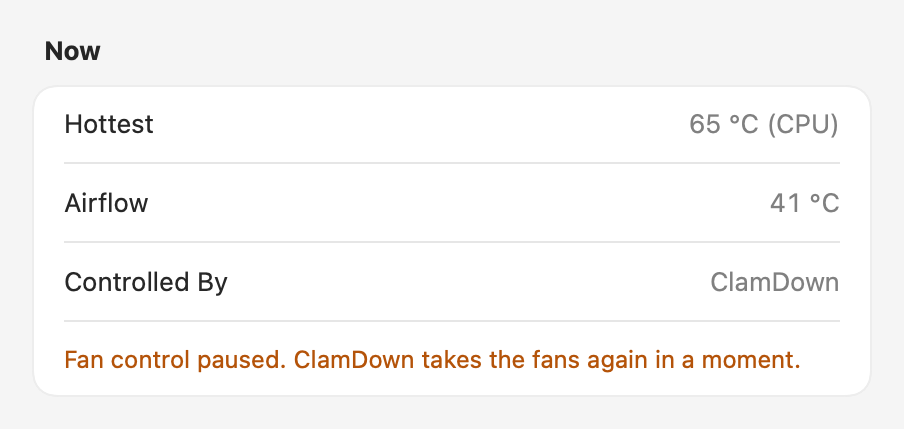 Now
Hottest 65 °C (CPU)
Airflow 41 °C
Controlled By ClamDown
Fan control paused. ClamDown takes the fans again in a moment.